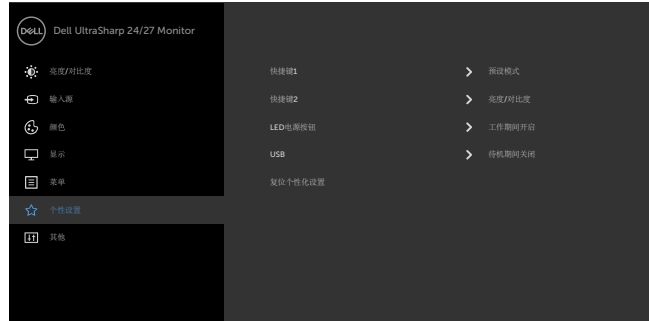 DELL Dell UltraSharp 24/27 Monitor
亮度/对比度
输入源
颜色
显示
菜单
个性设置
其他
快捷键1 预设模式
快捷键2 亮度/对比度
LED电源按钮 工作期间开启
USB 待机期间关闭
复位个性化设置